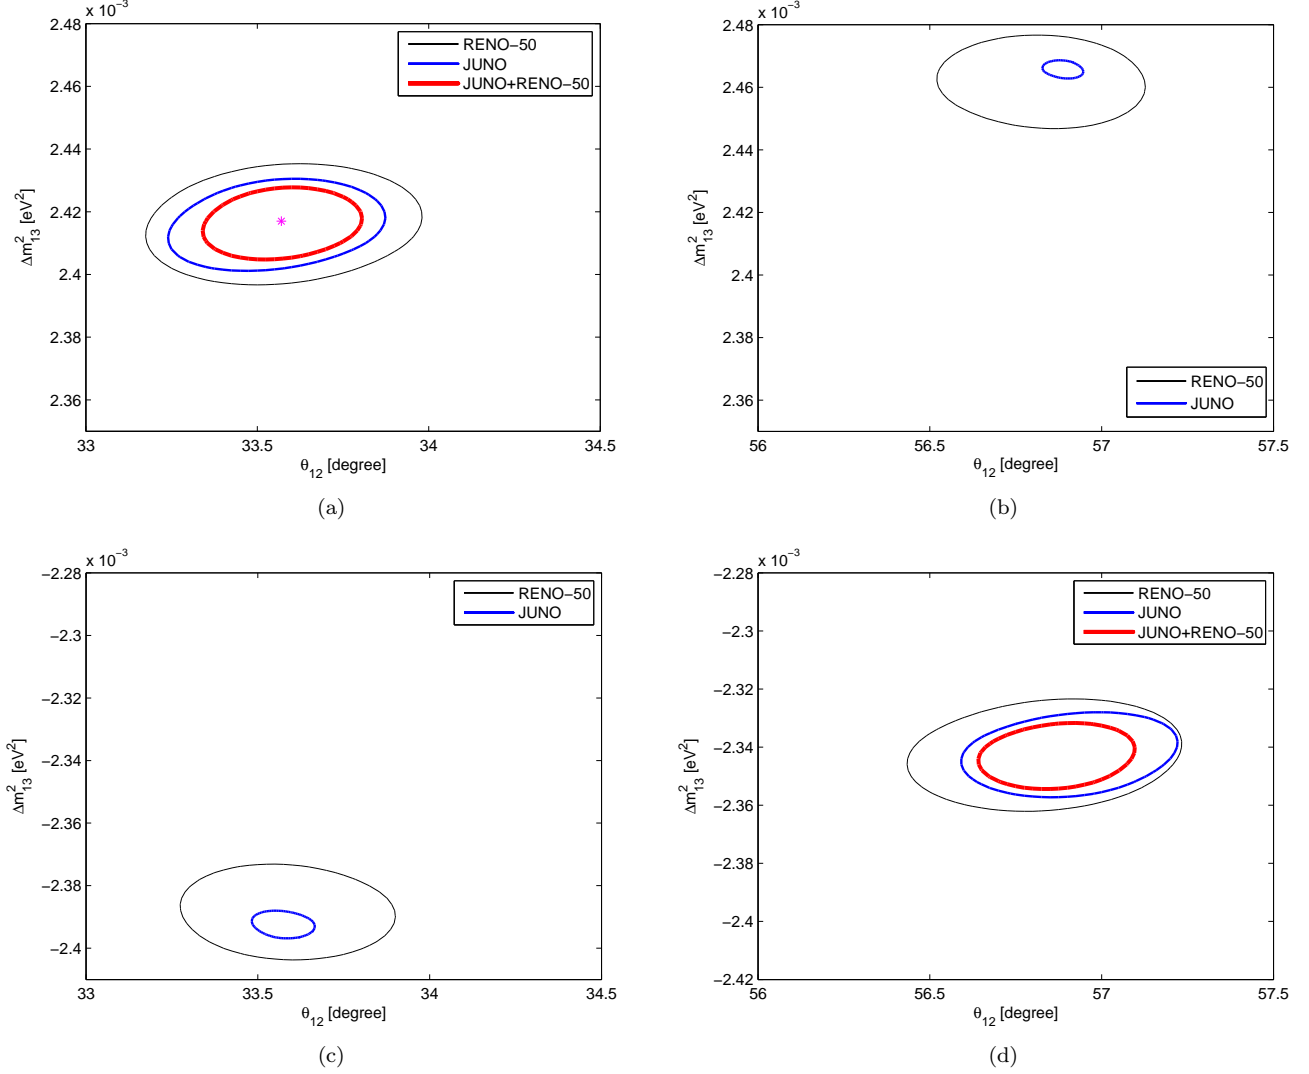 x 10⁻³
2.48
2.46
2.44
2.42
2.4
2.38
2.36
Δm²₁₃ [eV²]
33
33.5
34
34.5
θ₁₂ [degree]
RENO−50
JUNO
JUNO+RENO−50
(a)
x 10⁻³
2.48
2.46
2.44
2.42
2.4
2.38
2.36
Δm²₁₃ [eV²]
56
56.5
57
57.5
θ₁₂ [degree]
RENO−50
JUNO
(b)
x 10⁻³
−2.28
−2.3
−2.32
−2.34
−2.36
−2.38
−2.4
Δm²₁₃ [eV²]
33
33.5
34
34.5
θ₁₂ [degree]
RENO−50
JUNO
(c)
x 10⁻³
−2.28
−2.3
−2.32
−2.34
−2.36
−2.38
−2.4
−2.42
Δm²₁₃ [eV²]
56
56.5
57
57.5
θ₁₂ [degree]
RENO−50
JUNO
JUNO+RENO−50
(d)